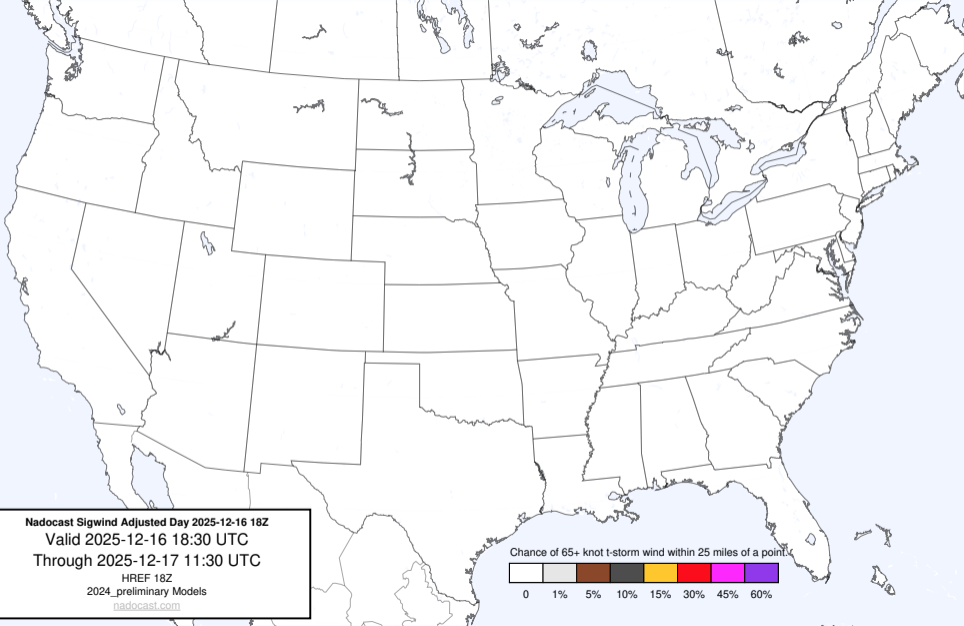 Nadocast Sigwind Adjusted Day 2025-12-16 18Z
Valid 2025-12-16 18:30 UTC
Through 2025-12-17 11:30 UTC
HREF 18Z
2024_preliminary Models
nadocast.com
Chance of 65+ knot t-storm wind within 25 miles of a point.
0 1% 5% 10% 15% 30% 45% 60%